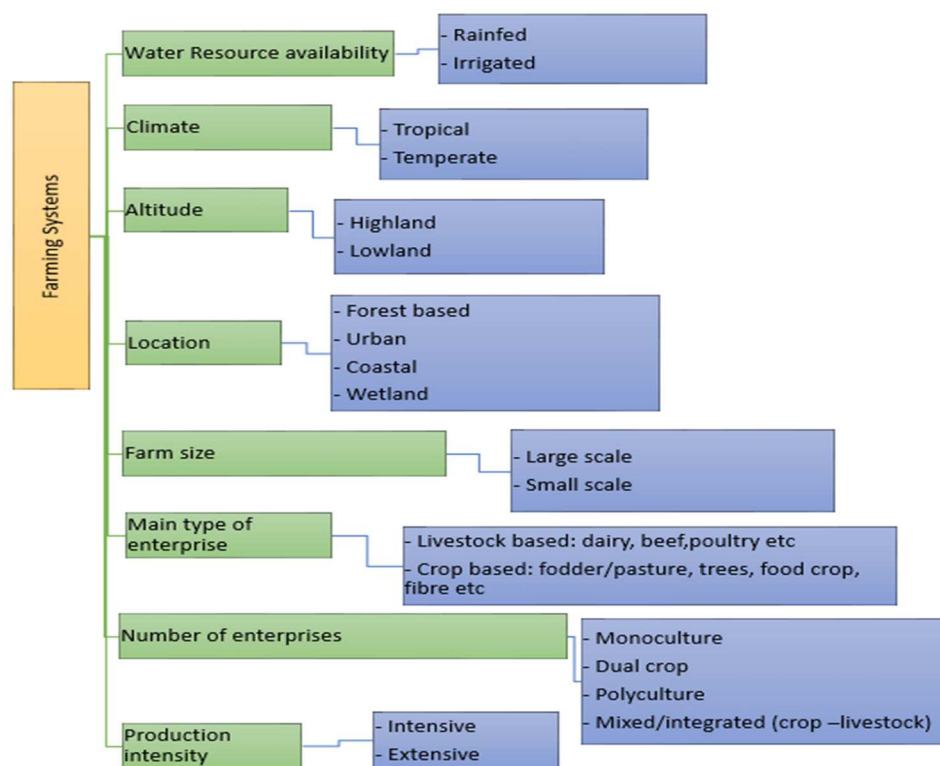 Farming Systems
Water Resource availability
- Rainfed
- Irrigated
Climate
- Tropical
- Temperate
Altitude
- Highland
- Lowland
Location
- Forest based
- Urban
- Coastal
- Wetland
Farm size
- Large scale
- Small scale
Main type of
enterprise
- Livestock based: dairy, beef,poultry etc
- Crop based: fodder/pasture, trees, food crop,
fibre etc
Number of enterprises
- Monoculture
- Dual crop
- Polyculture
- Mixed/integrated (crop –livestock)
Production
intensity
- Intensive
- Extensive